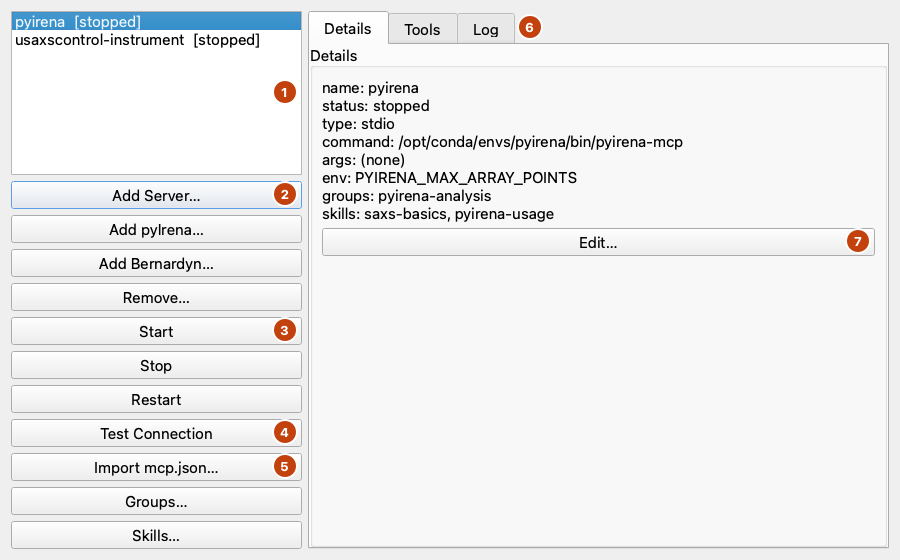 pyirena [stopped]
usaxscontrol-instrument [stopped]
1
Add Server...
2
Add pyIrena...
Add Bernardyn...
Remove...
Start
3
Stop
Restart
Test Connection
4
Import mcp.json...
5
Groups...
Skills...
Details
Tools
Log
6
Details
name: pyirena
status: stopped
type: stdio
command: /opt/conda/envs/pyirena/bin/pyirena-mcp
args: (none)
env: PYIRENA_MAX_ARRAY_POINTS
groups: pyirena-analysis
skills: saxs-basics, pyirena-usage
Edit...
7